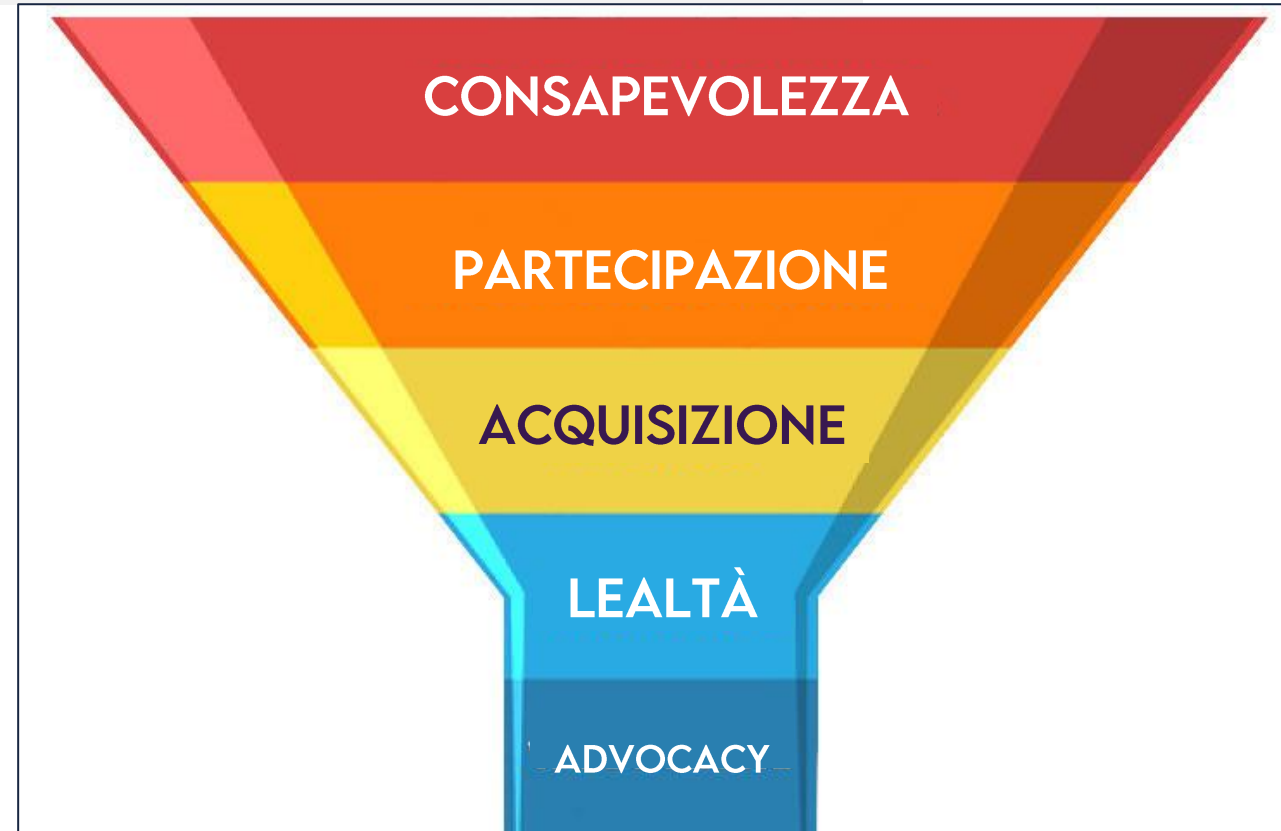 CONSAPEVOLEZZA
PARTECIPAZIONE
ACQUISIZIONE
LEALTÀ
ADVOCACY